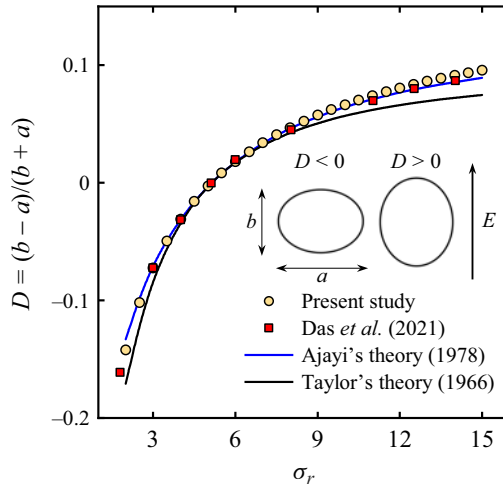 0.1
0
–0.1
–0.2
D = (b – a)/(b + a)
D < 0
D > 0
b
a
E
Present study
Das et al. (2021)
Ajayi's theory (1978)
Taylor's theory (1966)
3
6
9
12
15
σr